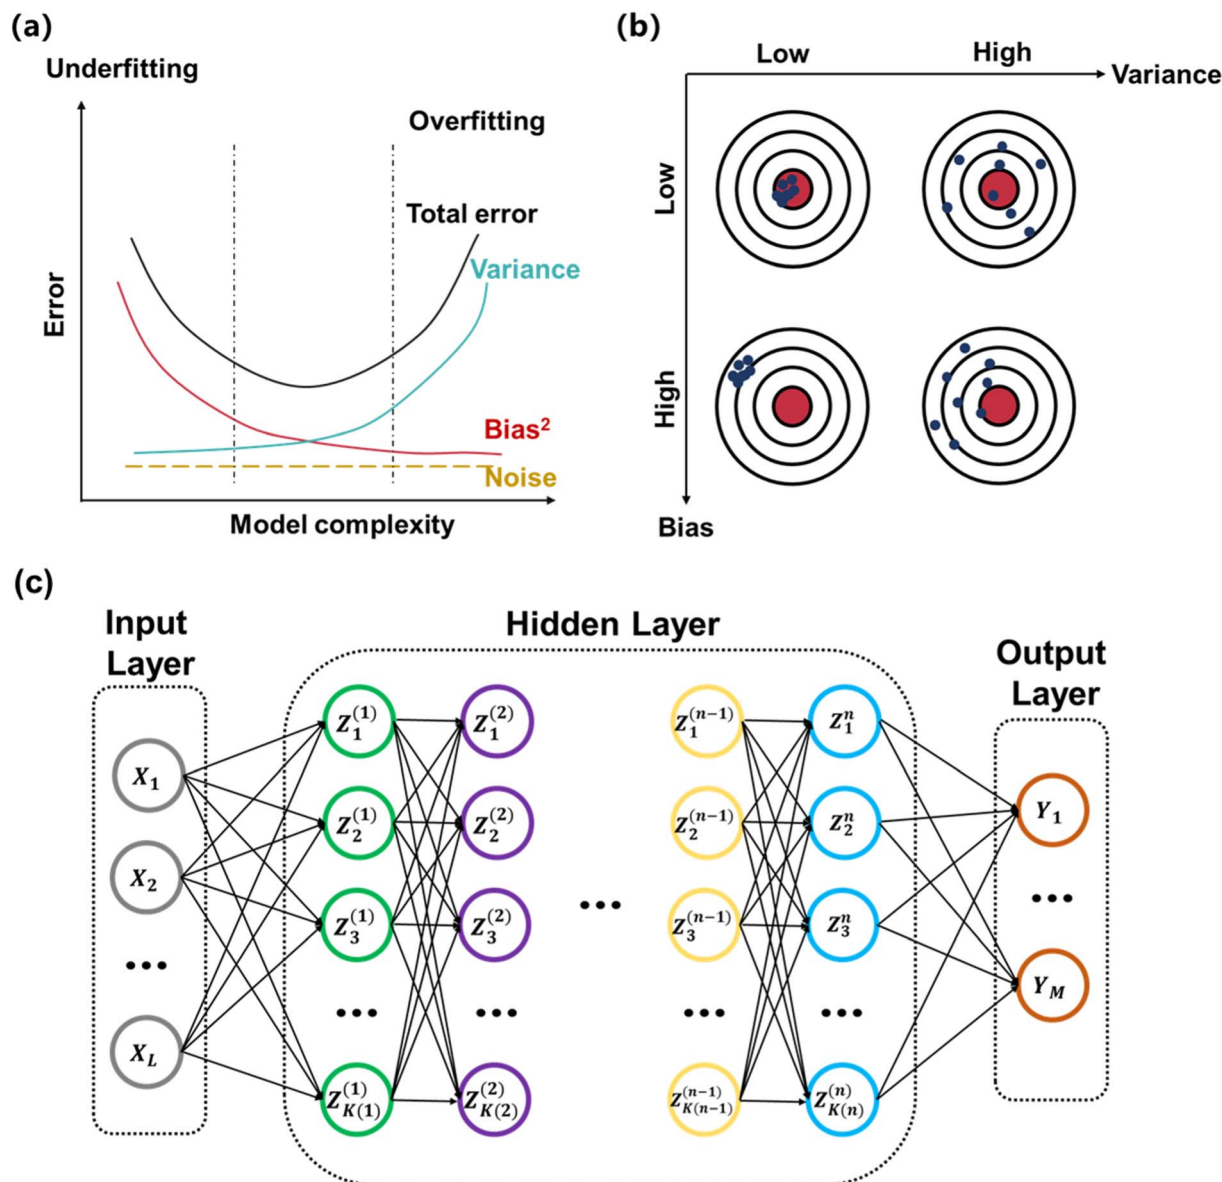 (a)
Underfitting
Overfitting
Total error
Variance
Error
Bias²
Noise
Model complexity
(b)
Low High
Variance
Low
High
Bias
(c)
Input
Layer
Hidden Layer
Output
Layer
X₁
X₂
•••
X_L
Z₁⁽¹⁾ Z₁⁽²⁾ Z₁⁽ⁿ⁻¹⁾ Z₁ⁿ
Z₂⁽¹⁾ Z₂⁽²⁾ Z₂⁽ⁿ⁻¹⁾ Z₂ⁿ
Z₃⁽¹⁾ Z₃⁽²⁾ ••• Z₃⁽ⁿ⁻¹⁾ Z₃ⁿ
••• ••• ••• •••
Z_K(1)⁽¹⁾ Z_K(2)⁽²⁾ Z_K(n−1)⁽ⁿ⁻¹⁾ Z_K(n)⁽ⁿ⁾
Y₁
•••
Y_M